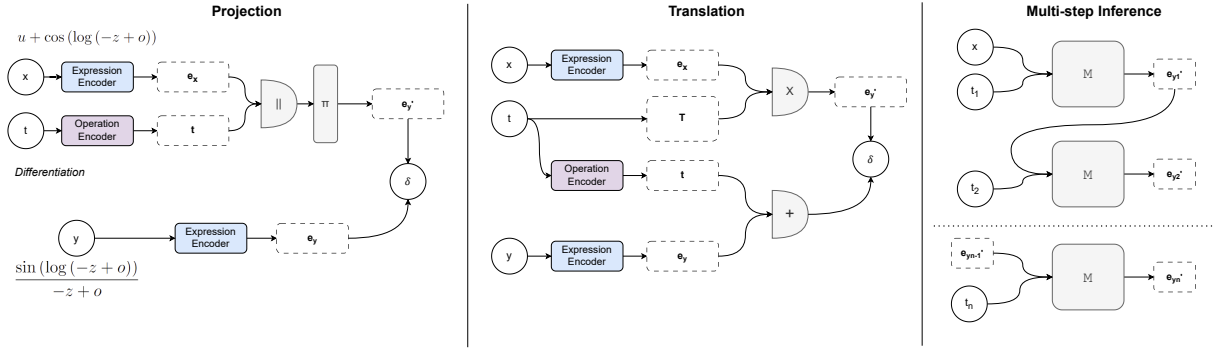 Projection
u + cos (log (−z + o))
x
Expression
Encoder
e_x
||
π
e_y'
t
Operation
Encoder
t
Differentiation
δ
y
Expression
Encoder
e_y
sin (log (−z + o))
−z + o
Translation
x
Expression
Encoder
e_x
X
e_y'
t
T
δ
Operation
Encoder
t
+
y
Expression
Encoder
e_y
Multi-step Inference
x
M
e_y1'
t_1
M
e_y2'
t_2
e_yn-1'
M
e_yn'
t_n